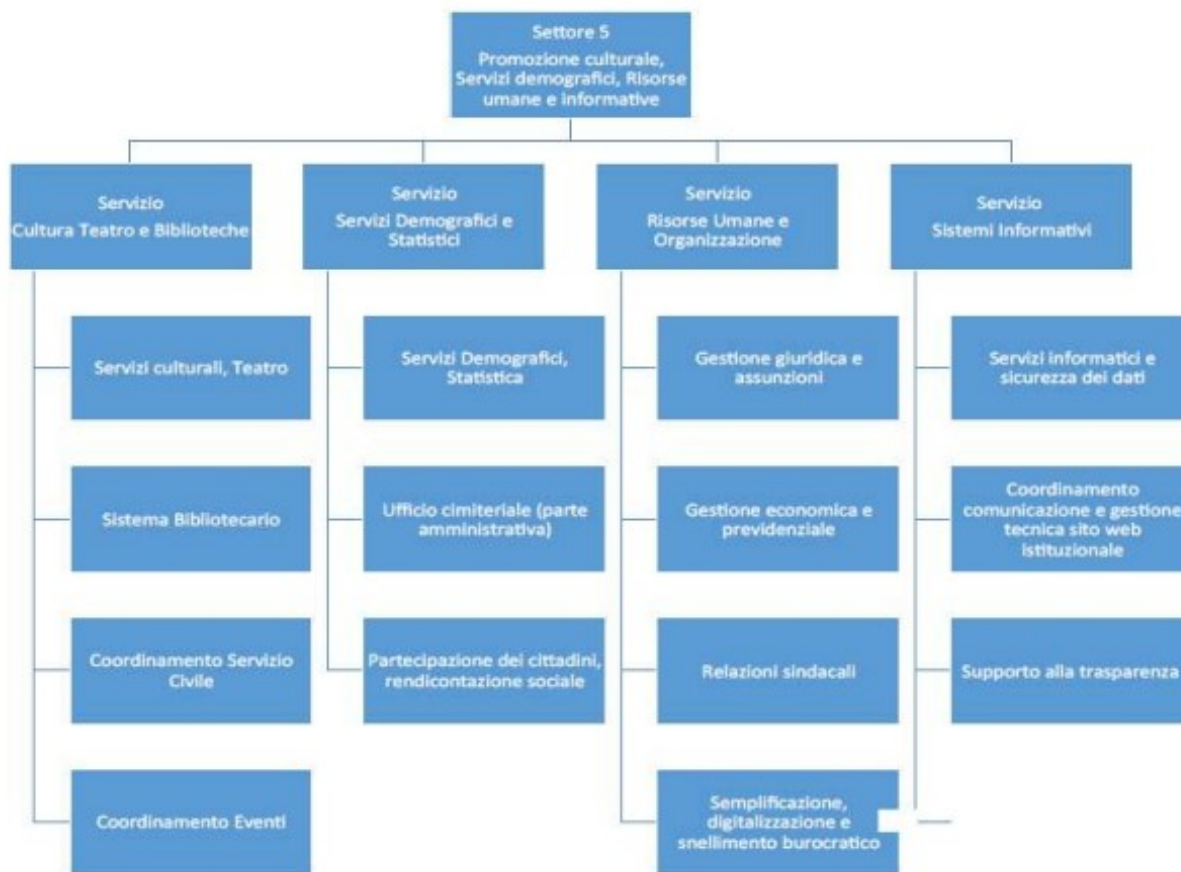 Settore 5
Promozione culturale,
Servizi demografici, Risorse
umane e informative
Servizio
Cultura Teatro e Biblioteche
Servizio
Servizi Demografici e
Statistici
Servizio
Risorse Umane e
Organizzazione
Servizio
Sistemi Informativi
Servizi culturali, Teatro
Servizi Demografici,
Statistica
Gestione giuridica e
assunzioni
Servizi informatici e
sicurezza dei dati
Sistema Bibliotecario
Ufficio cimiteriale (parte
amministrativa)
Gestione economica e
previdenziale
Coordinamento
comunicazione e gestione
tecnica sito web
istituzionale
Coordinamento Servizio
Civile
Partecipazione dei cittadini,
rendicontazione sociale
Relazioni sindacali
Supporto alla trasparenza
Coordinamento Eventi
Semplificazione,
digitalizzazione e
snellimento burocratico